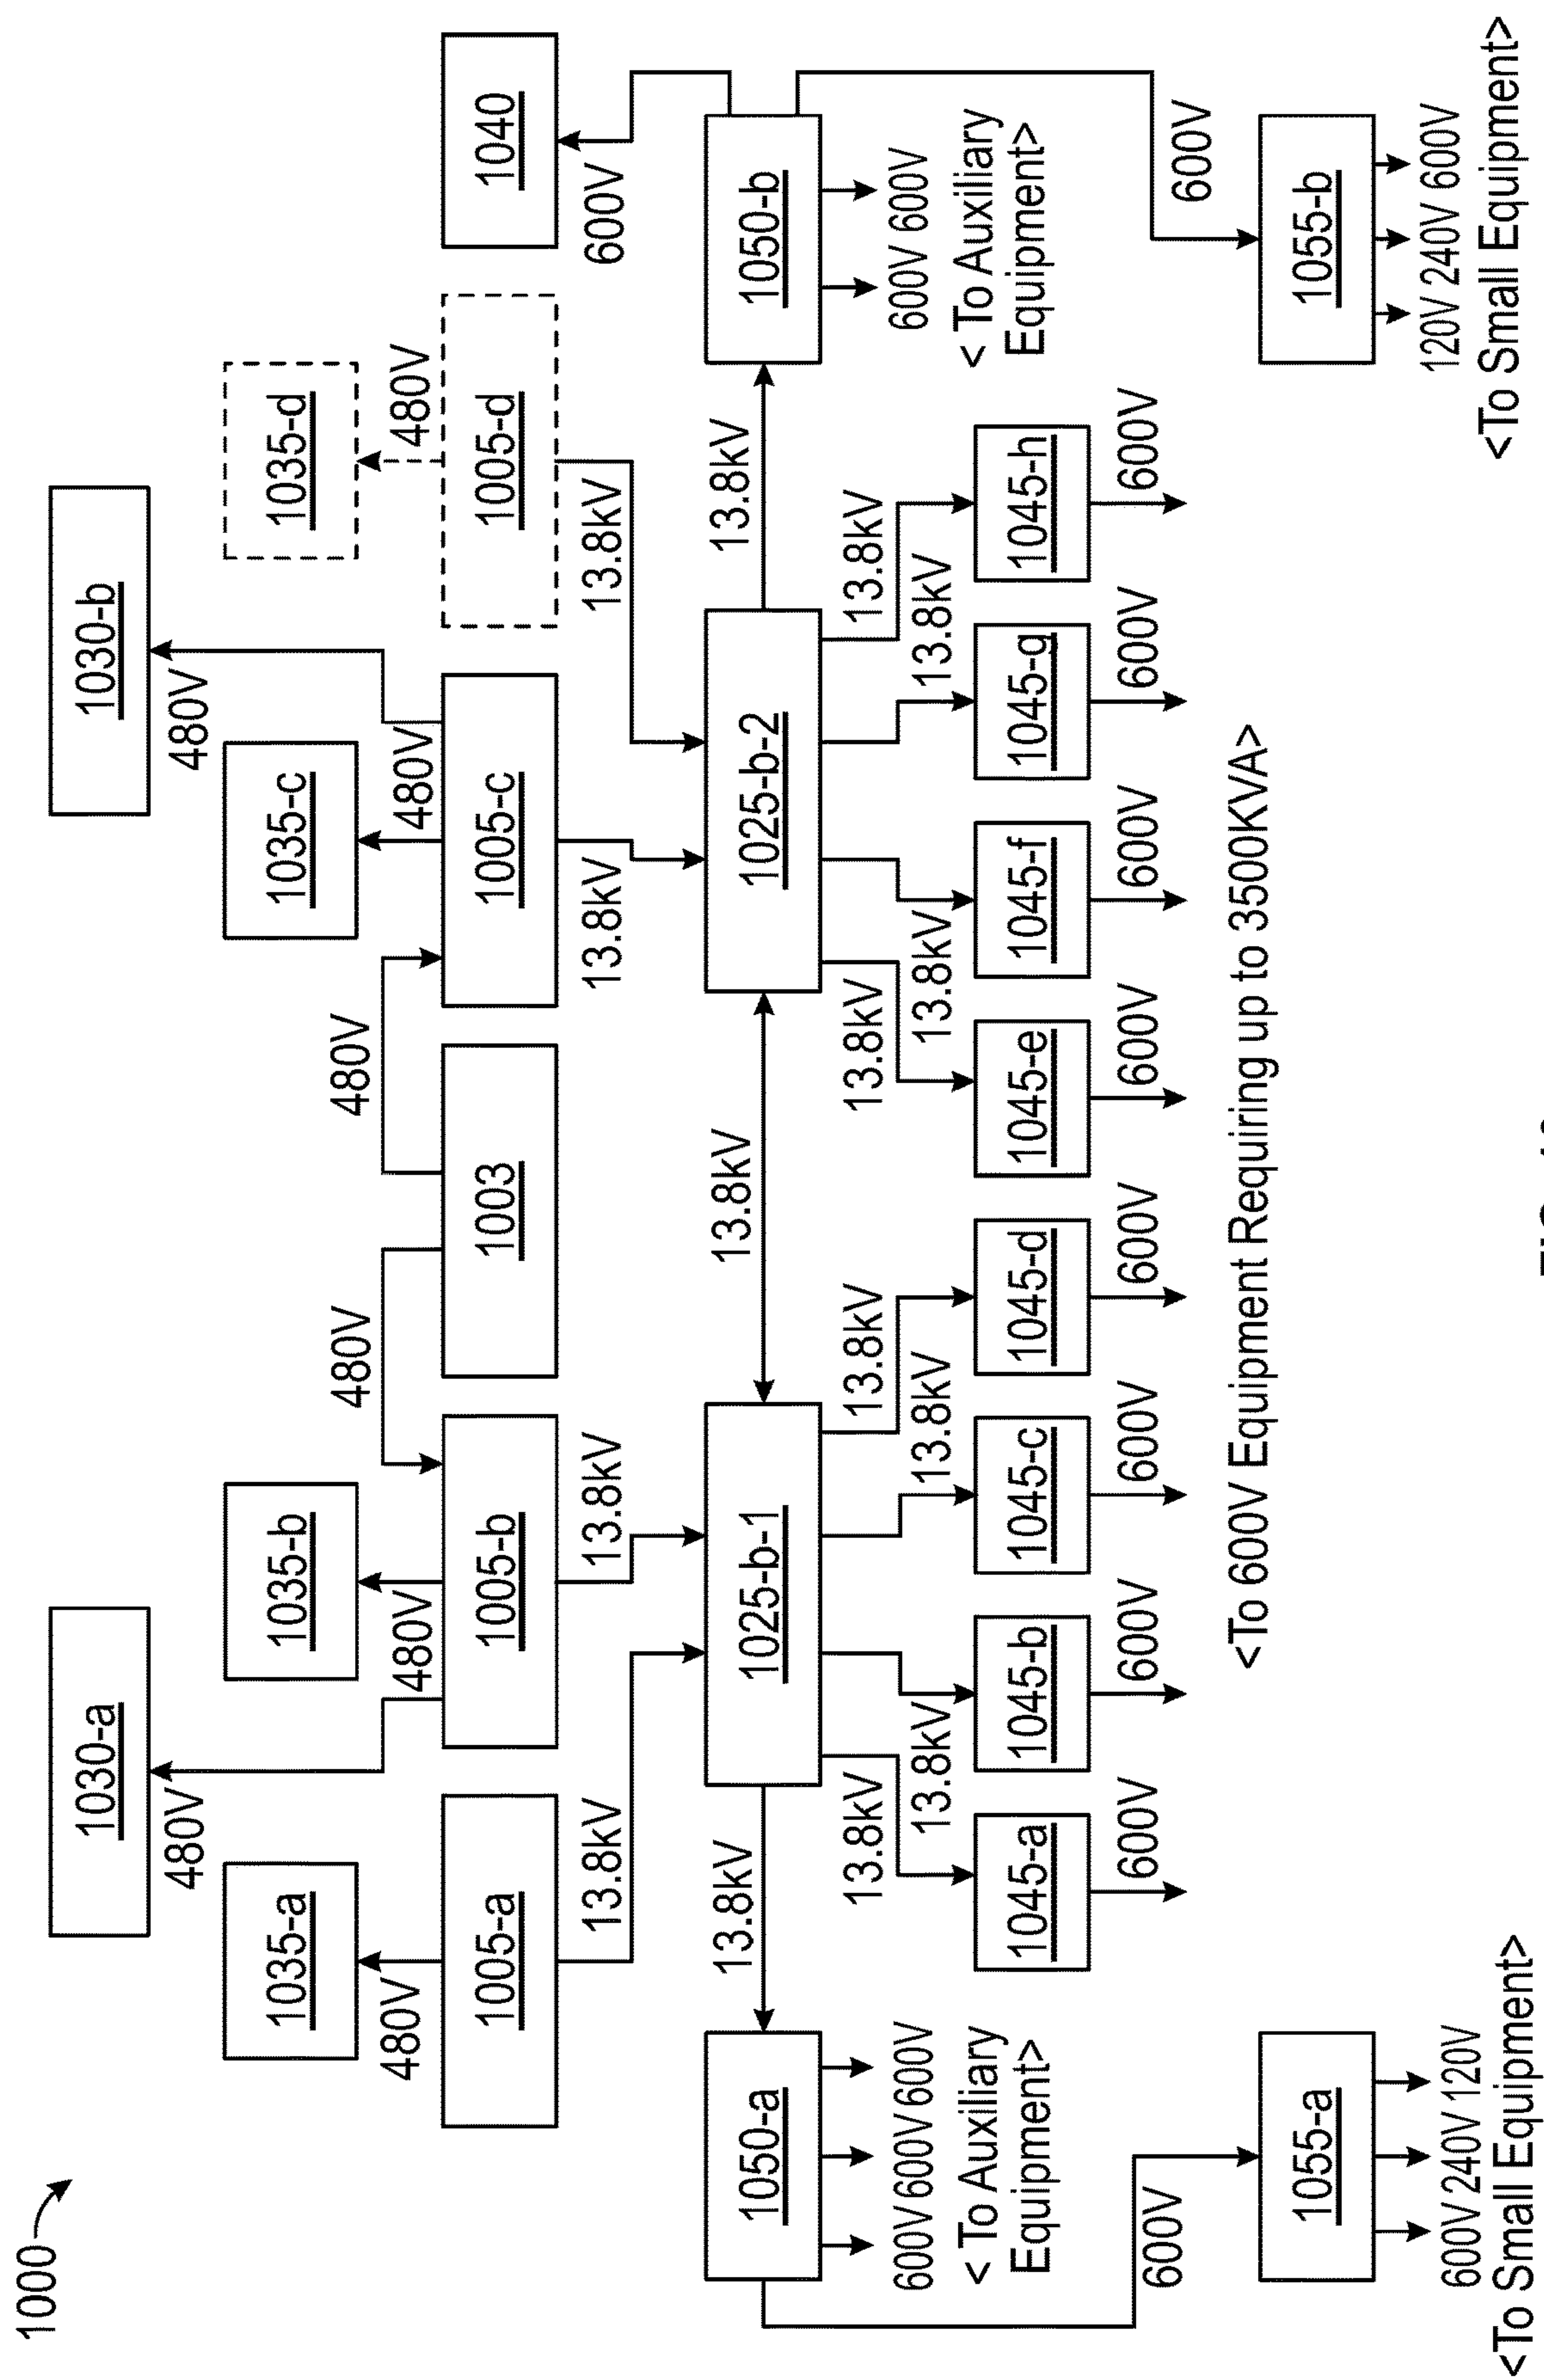 1000
1030-a
1030-b
480V
480V
1035-a
1035-b
1035-c
1035-d
480V
480V
480V
480V
480V
480V
1005-a
1005-b
1003
1005-c
1005-d
1040
13.8kV
13.8kV
13.8kV
13.8kV
600V
1050-a
13.8kV
1025-b-1
13.8kV
1025-b-2
13.8kV
1050-b
600V 600V 600V
< To Auxiliary
Equipment>
13.8kV
13.8kV
13.8kV
13.8kV
13.8kV
13.8kV
13.8kV
13.8kV
600V 600V
< To Auxiliary
Equipment>
1045-a
1045-b
1045-c
1045-d
1045-e
1045-f
1045-g
1045-h
600V
600V
600V
600V
600V
600V
600V
600V
600V
600V
<To 600V Equipment Requiring up to 3500KVA>
1055-a
1055-b
600V 240V 120V
<To Small Equipment>
120V 240V 600V
<To Small Equipment>